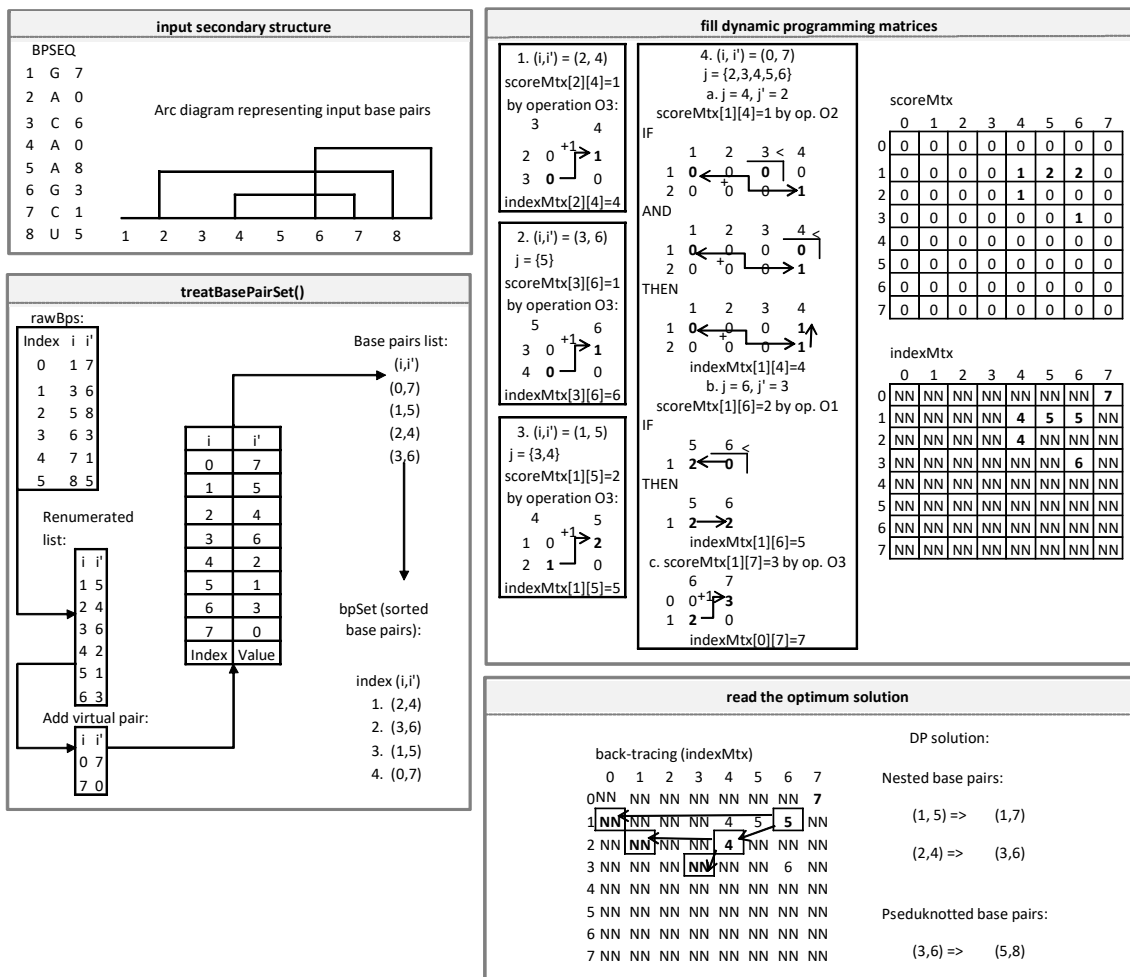 input secondary structure
BPSEQ
1 G 7
2 A 0
3 C 6
4 A 0
5 A 8
6 G 3
7 C 1
8 U 5
Arc diagram representing input base pairs
1 2 3 4 5 6 7 8
treatBasePairSet()
rawBps:
Index i i'
0 1 7
1 3 6
2 5 8
3 6 3
4 7 1
5 8 5
Renumerated
list:
i i'
1 5
2 4
3 6
4 2
5 1
6 3
Add virtual pair:
i i'
0 7
7 0
i i'
0 7
1 5
2 4
3 6
4 2
5 1
6 3
7 0
Index Value
Base pairs list:
(i,i')
(0,7)
(1,5)
(2,4)
(3,6)
bpSet (sorted
base pairs):
index (i,i')
1. (2,4)
2. (3,6)
3. (1,5)
4. (0,7)
fill dynamic programming matrices
1. (i,i') = (2, 4)
scoreMtx[2][4]=1
by operation O3:
3 4
+1
2 0 1
3 0 0
indexMtx[2][4]=4
2. (i,i') = (3, 6)
j = {5}
scoreMtx[3][6]=1
by operation O3:
5 6
+1
3 0 1
4 0 0
indexMtx[3][6]=6
3. (i,i') = (1, 5)
j = {3,4}
scoreMtx[1][5]=2
by operation O3:
4 5
+1
1 0 2
2 1 0
indexMtx[1][5]=5
4. (i, i') = (0, 7)
j = {2,3,4,5,6}
a. j = 4, j' = 2
scoreMtx[1][4]=1 by op. O2
IF
1 2 3 < 4
1 0 0 0 0
+
2 0 0 0 1
AND
1 2 3 4 <
1 0 0 0 0
+
2 0 0 0 1
THEN
1 2 3 4
1 0 0 0 1
+
2 0 0 0 1
indexMtx[1][4]=4
b. j = 6, j' = 3
scoreMtx[1][6]=2 by op. O1
IF
5 6 <
1 2 0
THEN
5 6
1 2 2
indexMtx[1][6]=5
c. scoreMtx[1][7]=3 by op. O3
6 7
0 0 +1 3
1 2 0
indexMtx[0][7]=7
scoreMtx
0 1 2 3 4 5 6 7
0 0 0 0 0 0 0 0 0
1 0 0 0 0 1 2 2 0
2 0 0 0 0 1 0 0 0
3 0 0 0 0 0 0 1 0
4 0 0 0 0 0 0 0 0
5 0 0 0 0 0 0 0 0
6 0 0 0 0 0 0 0 0
7 0 0 0 0 0 0 0 0
indexMtx
0 1 2 3 4 5 6 7
0 NN NN NN NN NN NN NN 7
1 NN NN NN NN 4 5 5 NN
2 NN NN NN NN 4 NN NN NN
3 NN NN NN NN NN NN 6 NN
4 NN NN NN NN NN NN NN NN
5 NN NN NN NN NN NN NN NN
6 NN NN NN NN NN NN NN NN
7 NN NN NN NN NN NN NN NN
read the optimum solution
back-tracing (indexMtx)
0 1 2 3 4 5 6 7
0 NN NN NN NN NN NN NN 7
1 NN NN NN NN 4 5 5 NN
2 NN NN NN NN 4 NN NN NN
3 NN NN NN NN NN NN 6 NN
4 NN NN NN NN NN NN NN NN
5 NN NN NN NN NN NN NN NN
6 NN NN NN NN NN NN NN NN
7 NN NN NN NN NN NN NN NN
DP solution:
Nested base pairs:
(1, 5) => (1,7)
(2,4) => (3,6)
Pseduknotted base pairs:
(3,6) => (5,8)